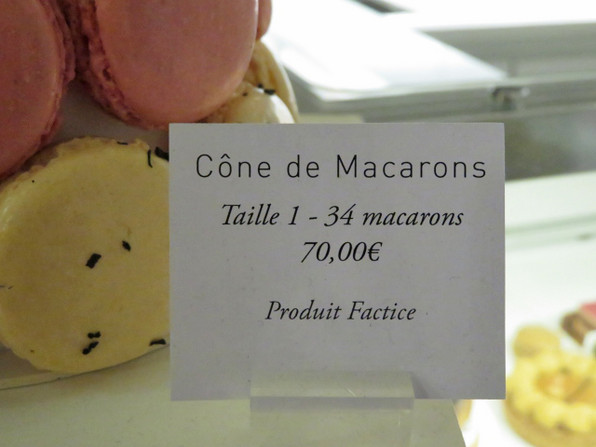 Cône de Macarons
Taille 1 - 34 macarons
70,00€
Produit Factice